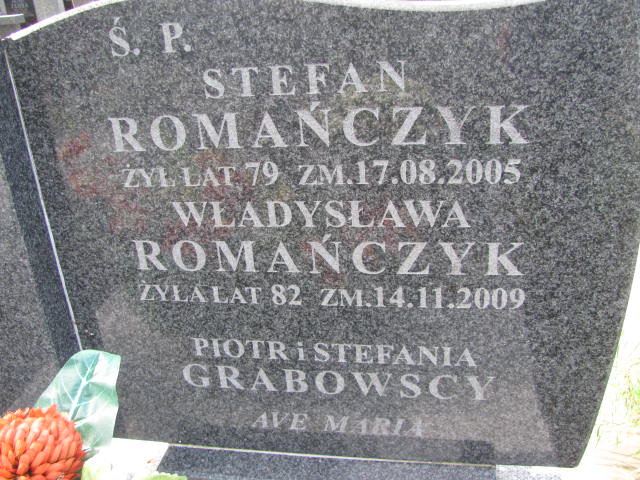 Ś. P.
STEFAN
ROMAŃCZYK
ŻYŁ LAT 79 ZM.17.08.2005
WŁADYSŁAWA
ROMAŃCZYK
ŻYŁA LAT 82 ZM.14.11.2009
PIOTR i STEFANIA
GRABOWSCY
AVE MARIA